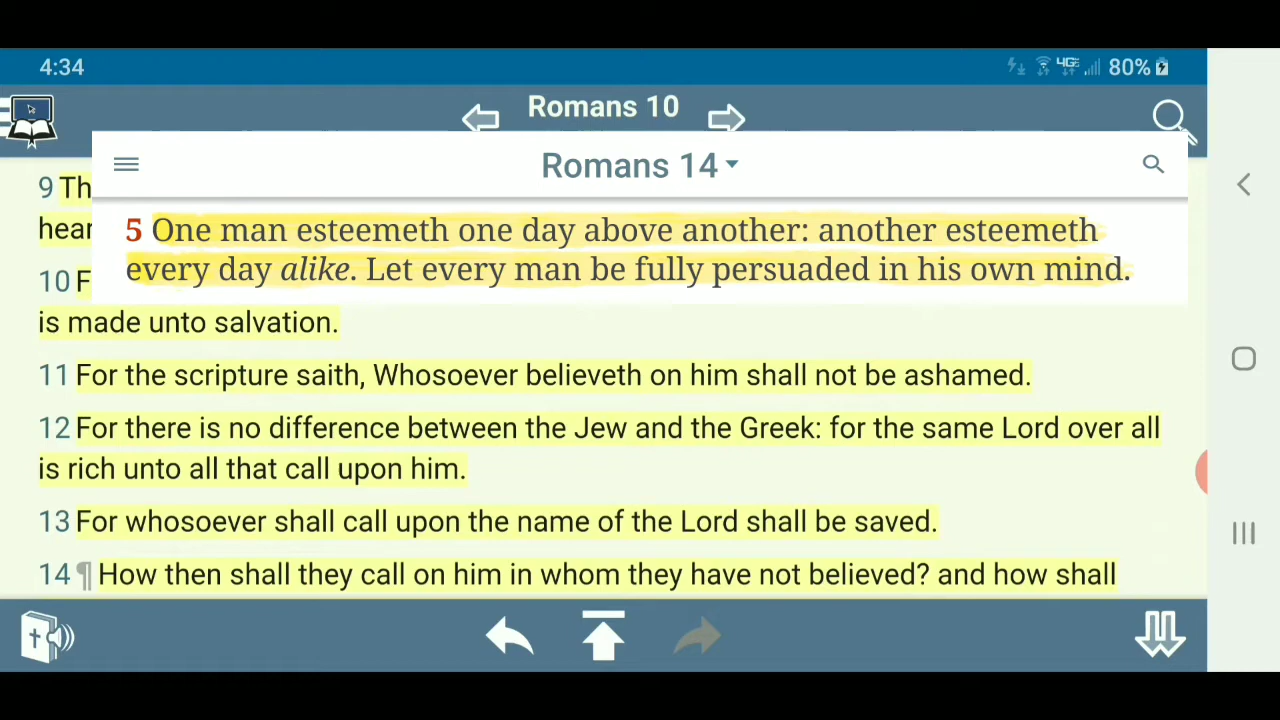 4:34
4GE 80%
Romans 10
Romans 14
9 Th
hear
5 One man esteemeth one day above another: another esteemeth
every day alike. Let every man be fully persuaded in his own mind.
10 F
is made unto salvation.
11 For the scripture saith, Whosoever believeth on him shall not be ashamed.
12 For there is no difference between the Jew and the Greek: for the same Lord over all
is rich unto all that call upon him.
13 For whosoever shall call upon the name of the Lord shall be saved.
14 ¶ How then shall they call on him in whom they have not believed? and how shall